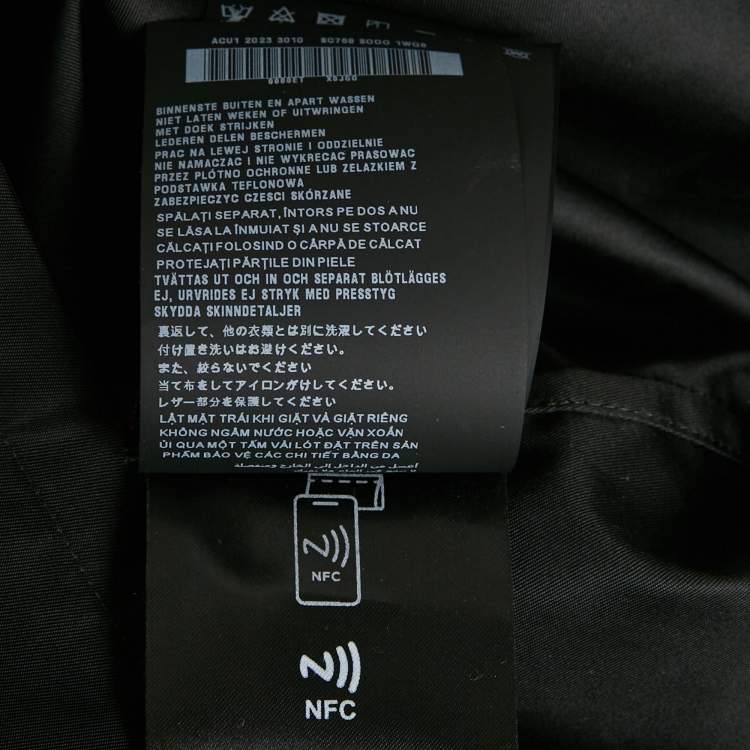 ACU1 2023 3010
BINNENSTE BUITEN EN APART WASSEN
NIET LATEN WEKEN OF UITWRINGEN
MET DOEK STRIJKEN
LEDEREN DELEN BESCHERMEN
PRAC NA LEWEJ STRONIE I ODDZIELNIE
NIE NAMACZAC I NIE WYKRECAC PRASOWAC
PRZEZ PLÓTNO OCHRONNE LUB ZELAZKIEM Z
PODSTAWKA TEFLONOWA
ZABEZPIECZYC CZESCI SKÓRZANE
SPĂLAȚI SEPARAT, ÎNTORS PE DOS A NU
SE LĂSA LA ÎNMUIAT ȘI A NU SE STOARCE
CĂLCAȚI FOLOSIND O CÂRPĂ DE CĂLCAT
PROTEJAȚI PĂRȚILE DIN PIELE
TVÄTTAS UT OCH IN OCH SEPARAT BLÖTLÄGGES
EJ, URVRIDES EJ STRYK MED PRESSTYG
SKYDDA SKINNDETALJER
裏返して、他の衣類とは別に洗濯してください
付け置き洗いはお避けください。
また、絞らないでください
当て布をしてアイロンがけしてください
レザー部分を保護してください
LẬT MẶT TRÁI KHI GIẶT VÀ GIẶT RIÊNG
KHÔNG NGÂM NƯỚC HOẶC VẶN XOẮN
ỦI QUA MỘT TẤM VẢI LÓT ĐẶT TRÊN SẢN
PHẨM BẢO VỆ CÁC CHI TIẾT BẰNG DA
NFC
NFC